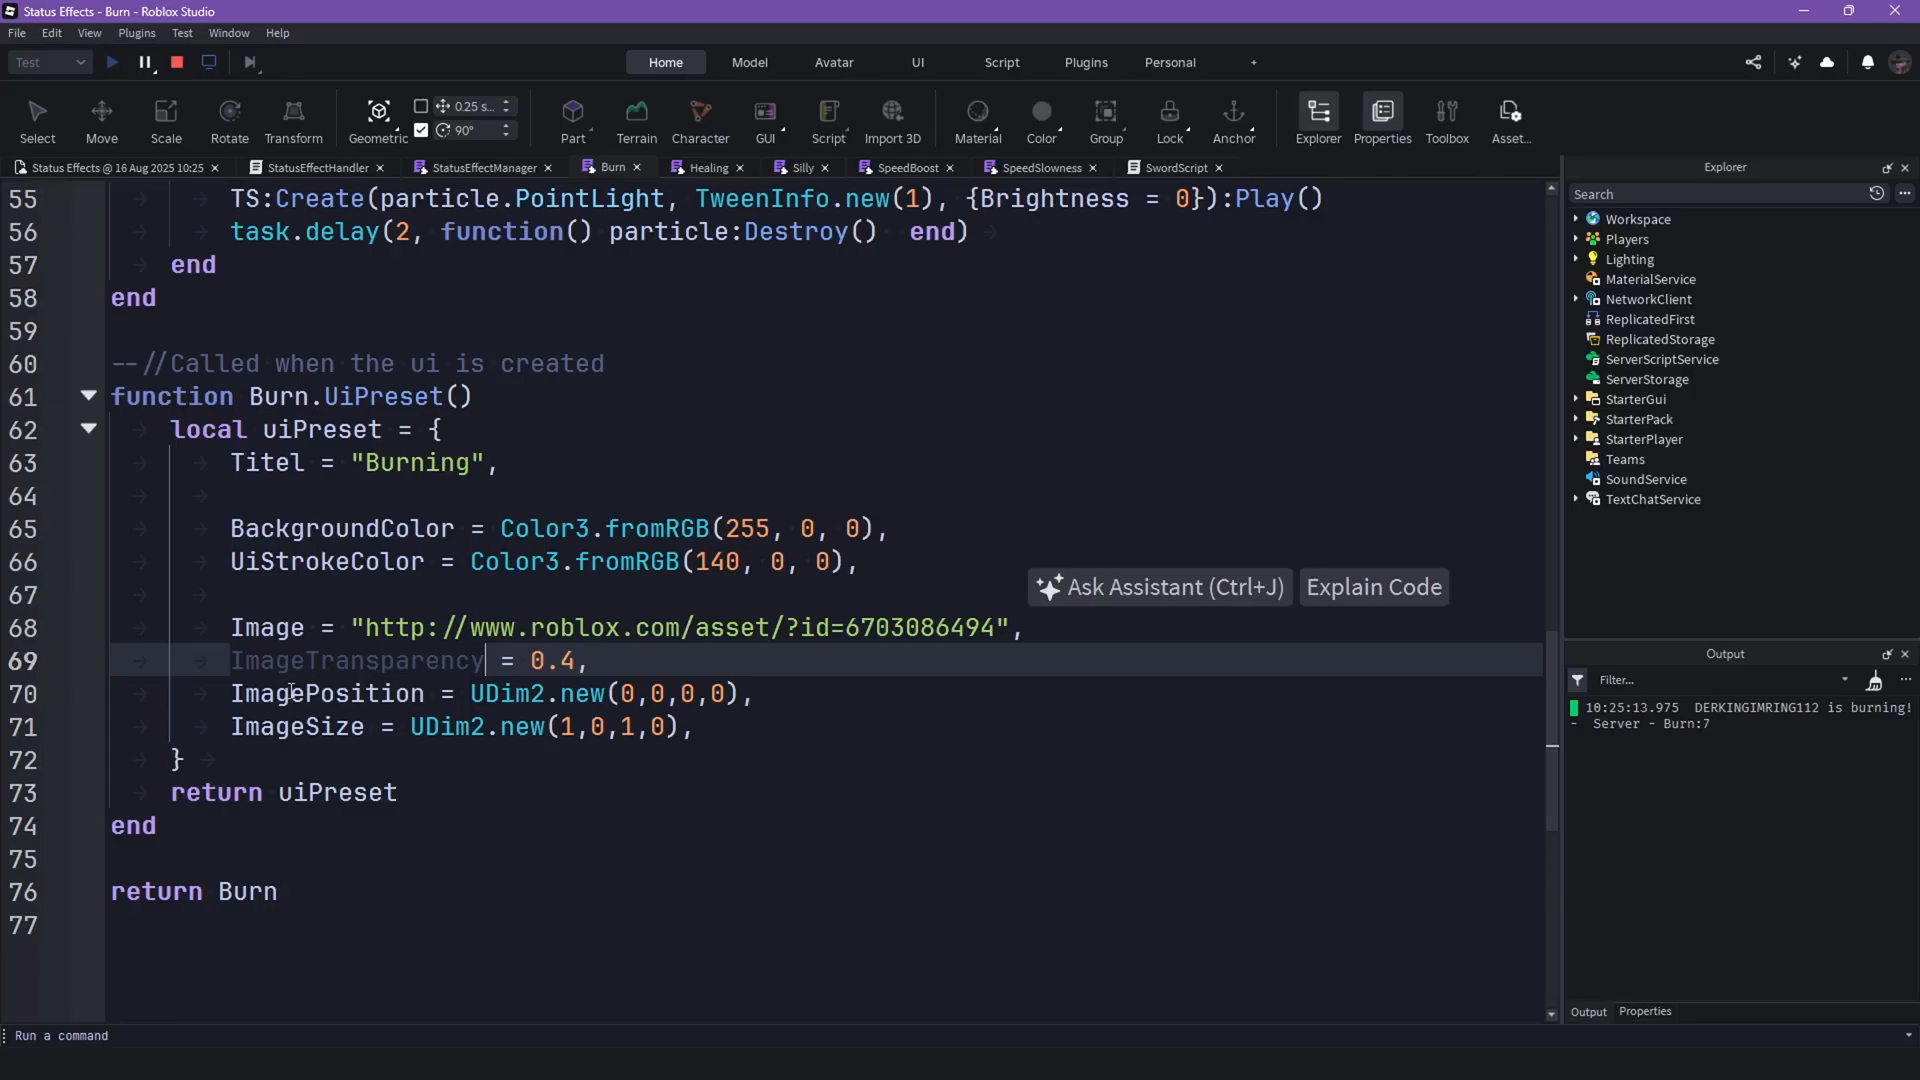 Status Effects - Burn - Roblox Studio
File Edit View Plugins Test Window Help
Test
Home Model Avatar UI Script Plugins Personal +
0.25 s...
90°
Select Move Scale Rotate Transform Geometric Part Terrain Character GUI Script Import 3D Material Color Group Lock Anchor Explorer Properties Toolbox Asset...
Status Effects @ 16 Aug 2025 10:25 StatusEffectHandler StatusEffectManager Burn Healing Silly SpeedBoost SpeedSlowness SwordScript
55 TS:Create(particle.PointLight, TweenInfo.new(1), {Brightness = 0}):Play()
56 task.delay(2, function() particle:Destroy() end)
57 end
58 end
59
60 --//Called when the ui is created
61 function Burn.UiPreset()
62 local uiPreset = {
63 Titel = "Burning",
64
65 BackgroundColor = Color3.fromRGB(255, 0, 0),
66 UiStrokeColor = Color3.fromRGB(140, 0, 0),
67
Ask Assistant (Ctrl+J) Explain Code
68 Image = "http://www.roblox.com/asset/?id=6703086494",
69 ImageTransparency = 0.4,
70 ImagePosition = UDim2.new(0,0,0,0),
71 ImageSize = UDim2.new(1,0,1,0),
72 }
73 return uiPreset
74 end
75
76 return Burn
77
Run a command
Explorer
Search
Workspace
Players
Lighting
MaterialService
NetworkClient
ReplicatedFirst
ReplicatedStorage
ServerScriptService
ServerStorage
StarterGui
StarterPack
StarterPlayer
Teams
SoundService
TextChatService
Output
Filter...
10:25:13.975 DERKINGIMRING112 is burning!
- Server - Burn:7
Output Properties